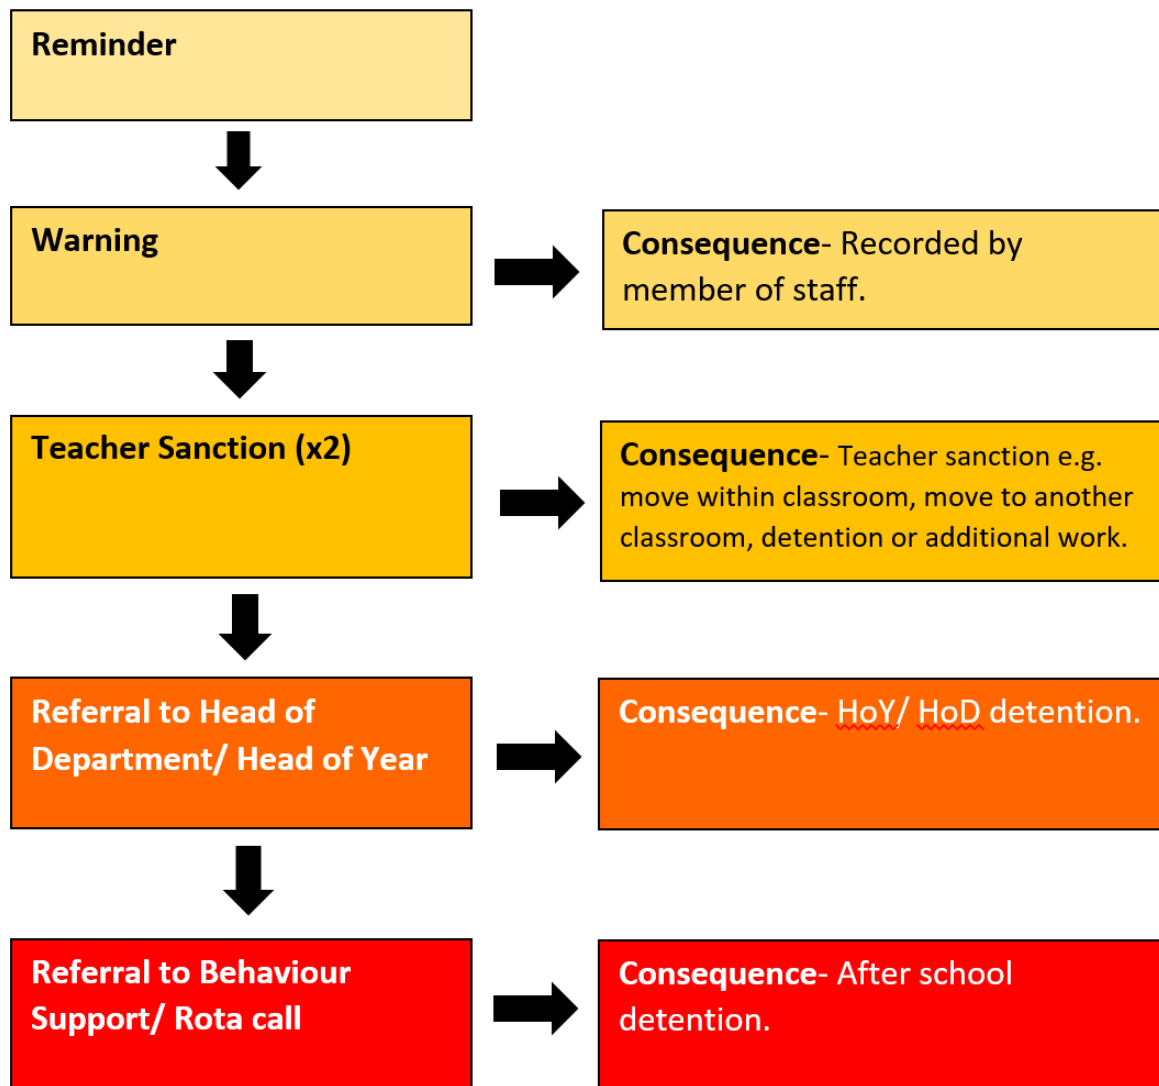 Reminder
Warning
Consequence- Recorded by
member of staff.
Teacher Sanction (x2)
Consequence- Teacher sanction e.g.
move within classroom, move to another
classroom, detention or additional work.
Referral to Head of
Department/ Head of Year
Consequence- HoY/ HoD detention.
Referral to Behaviour
Support/ Rota call
Consequence- After school
detention.